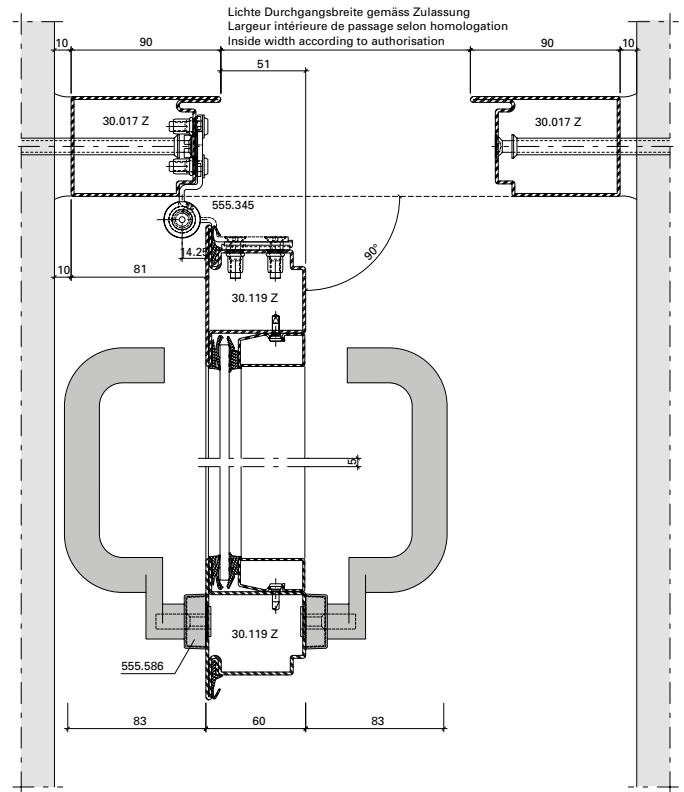 Lichte Durchgangsbreite gemäss Zulassung
Largeur intérieure de passage selon homologation
Inside width according to authorisation
10
90
90
10
51
30.017 Z
30.017 Z
555.345
14.25
90°
10
81
30.119 Z
5
30.119 Z
555.586
83
60
83